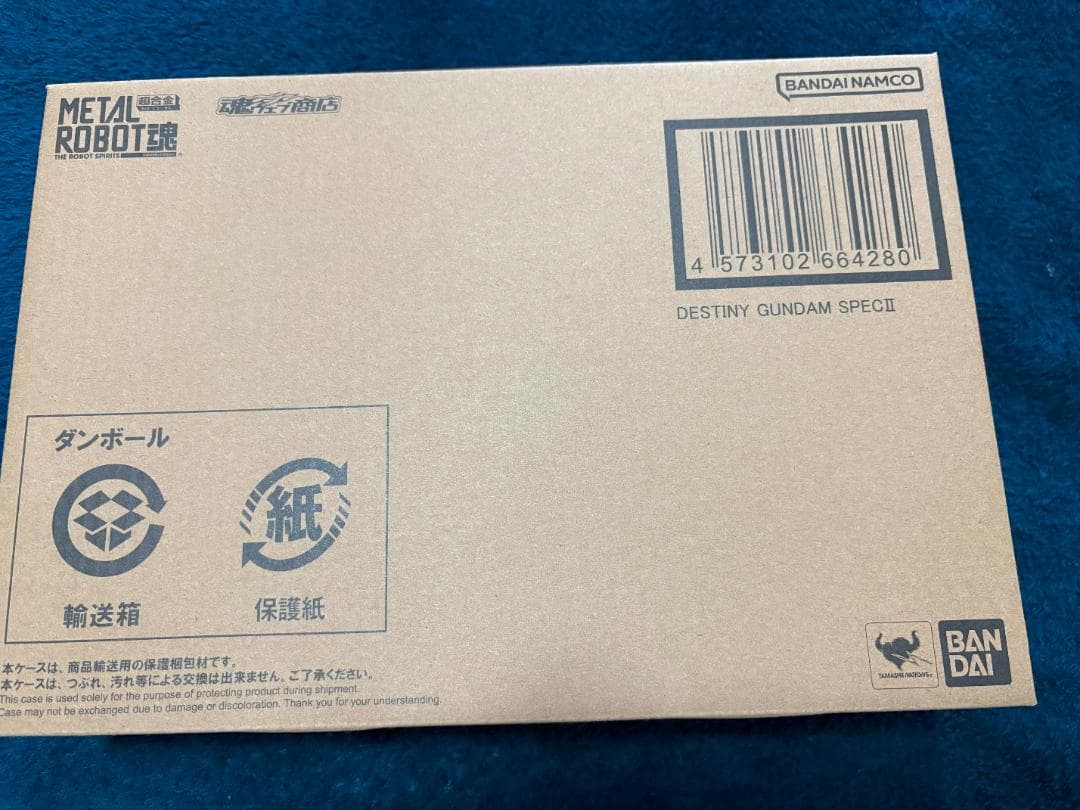 METAL 超合金
ROBOT魂
THE ROBOT SPIRITS
魂ウェブ商店
BANDAI NAMCO
4 573102 664280
DESTINY GUNDAM SPECⅡ
ダンボール
紙
輸送箱
保護紙
本ケースは、商品輸送用の保護梱包材です。
本ケースは、つぶれ、汚れ等による交換は出来ません。ご了承ください。
This case is used solely for the purpose of protecting product during shipment.
Case may not be exchanged due to damage or discoloration. Thank you for your understanding.
TAMASHII NATIONS
BAN
DAI